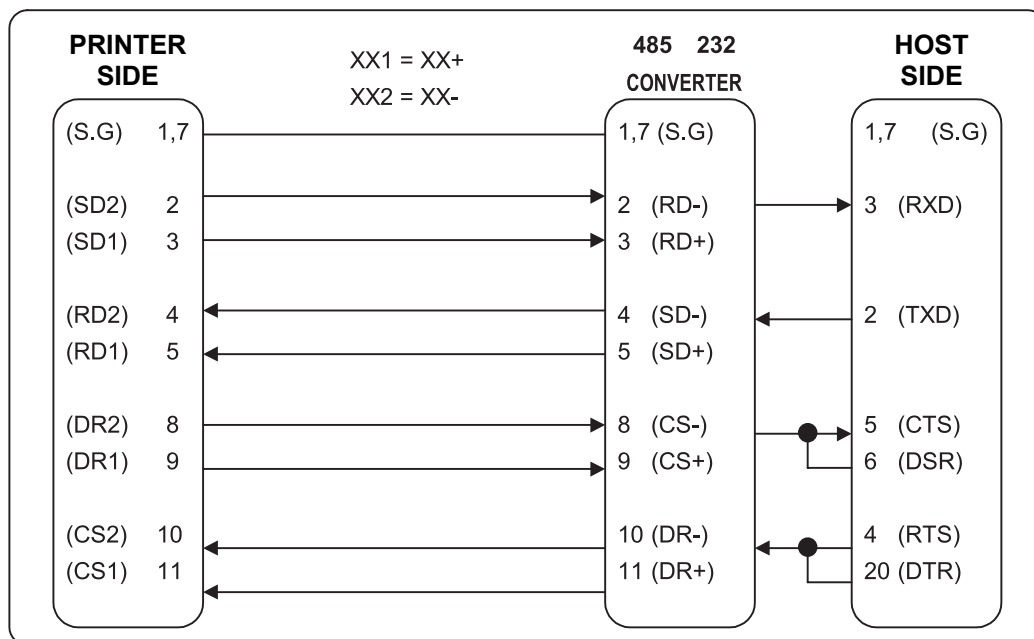 PRINTER
SIDE
XX1 = XX+
XX2 = XX-
485 232
CONVERTER
HOST
SIDE
(S.G) 1,7
1,7 (S.G)
1,7 (S.G)
(SD2) 2
2 (RD-)
3 (RXD)
(SD1) 3
3 (RD+)
(RD2) 4
4 (SD-)
2 (TXD)
(RD1) 5
5 (SD+)
(DR2) 8
8 (CS-)
5 (CTS)
(DR1) 9
9 (CS+)
6 (DSR)
(CS2) 10
10 (DR-)
4 (RTS)
(CS1) 11
11 (DR+)
20 (DTR)